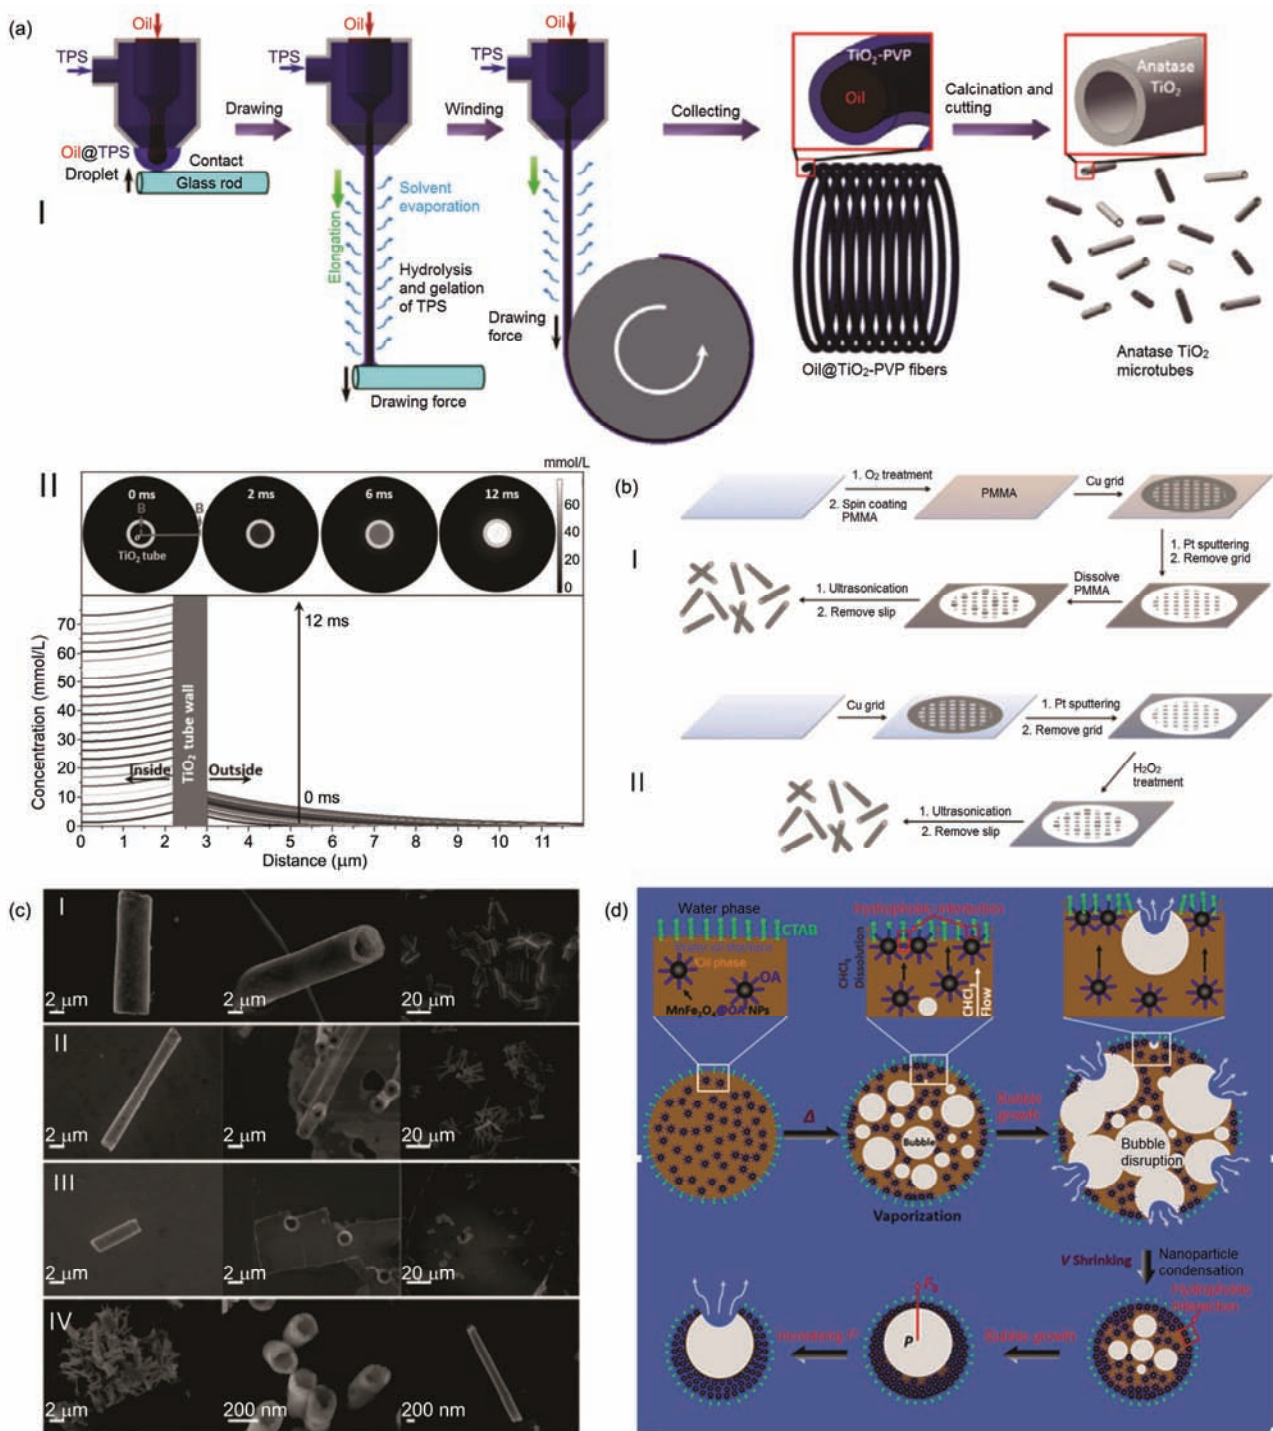 (a)
Oil
TPS
Oil@TPS
Droplet
Contact
Glass rod
I
Drawing
Oil
TPS
Elongation
Solvent
evaporation
Hydrolysis
and gelation
of TPS
Drawing force
Winding
Oil
TPS
Drawing
force
Collecting
TiO₂-PVP
Oil
Oil@TiO₂-PVP fibers
Calcination and
cutting
Anatase
TiO₂
Anatase TiO₂
microtubes
II
mmol/L
0 ms
2 ms
6 ms
12 ms
B
B
o
TiO₂ tube
60
40
20
0
Concentration (mmol/L)
70
60
50
40
30
20
10
0
TiO₂ tube wall
Inside
Outside
12 ms
0 ms
0 1 2 3 4 5 6 7 8 9 10 11
Distance (μm)
(b)
I
1. O₂ treatment
2. Spin coating
PMMA
PMMA
Cu grid
1. Pt sputtering
2. Remove grid
Dissolve
PMMA
1. Ultrasonication
2. Remove slip
II
Cu grid
1. Pt sputtering
2. Remove grid
H₂O₂
treatment
1. Ultrasonication
2. Remove slip
(c)
I
2 μm
2 μm
20 μm
II
2 μm
2 μm
20 μm
III
2 μm
2 μm
20 μm
IV
2 μm
200 nm
200 nm
(d)
Water phase
CTAB
Oil phase
OA
MnFe₂O₄@OA NPs
Hydrophobic interaction
CHCl₃
Dissolution
CHCl₃
Flow
Δ
Bubble
Vaporization
Bubble
growth
Bubble
disruption
V Shrinking
Nanoparticle
condensation
Hydrophobic
interaction
Bubble growth
P
Increasing P